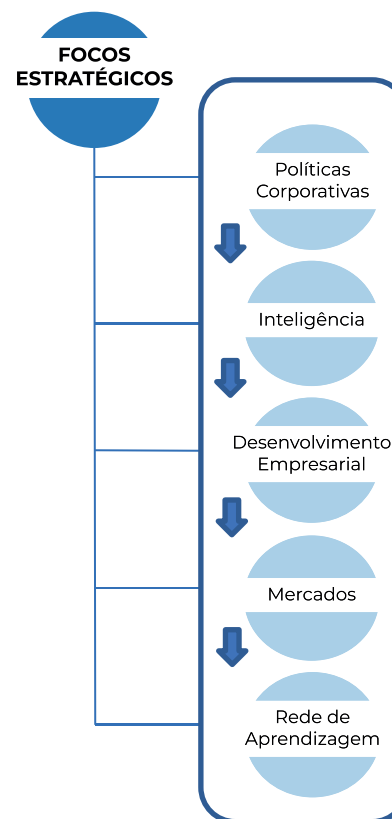 FOCOS
ESTRATÉGICOS
Políticas
Corporativas
Inteligência
Desenvolvimento
Empresarial
Mercados
Rede de
Aprendizagem